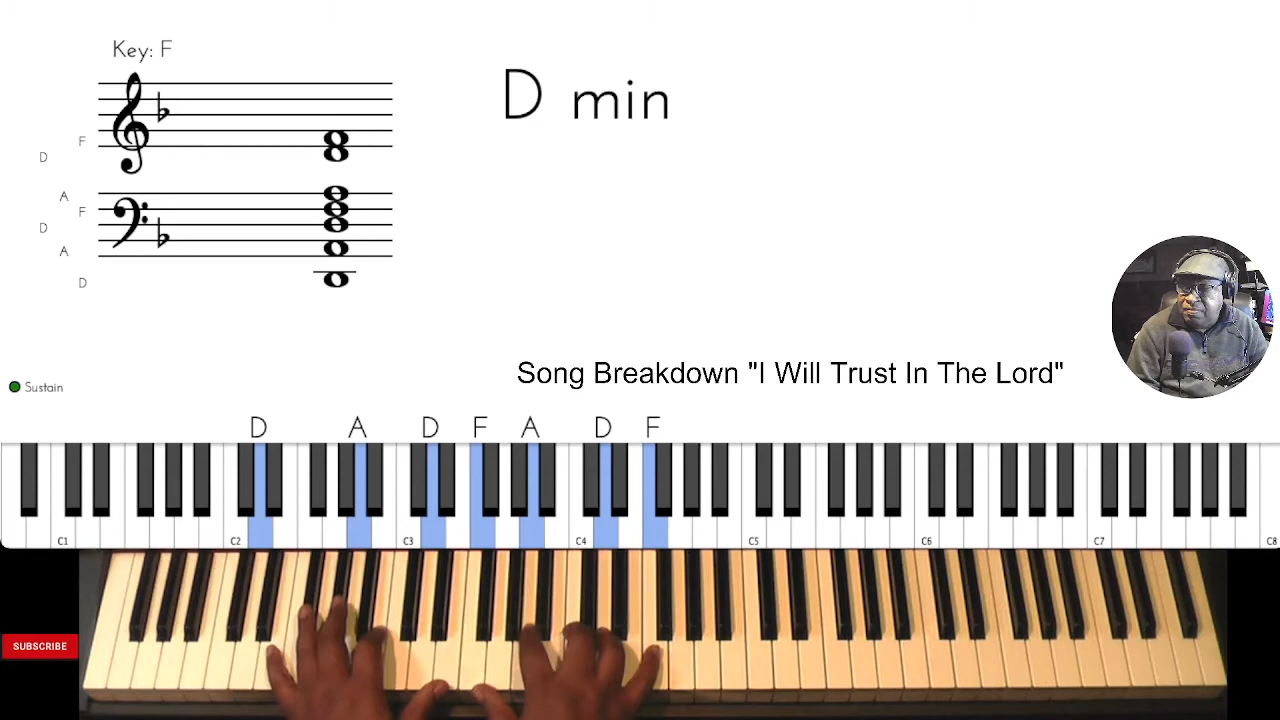 Key: F
D min
F
D
A
F
D
A
D
Song Breakdown "I Will Trust In The Lord"
Sustain
D A D F A D F
C1 C2 C3 C4 C5 C6 C7 C8
SUBSCRIBE